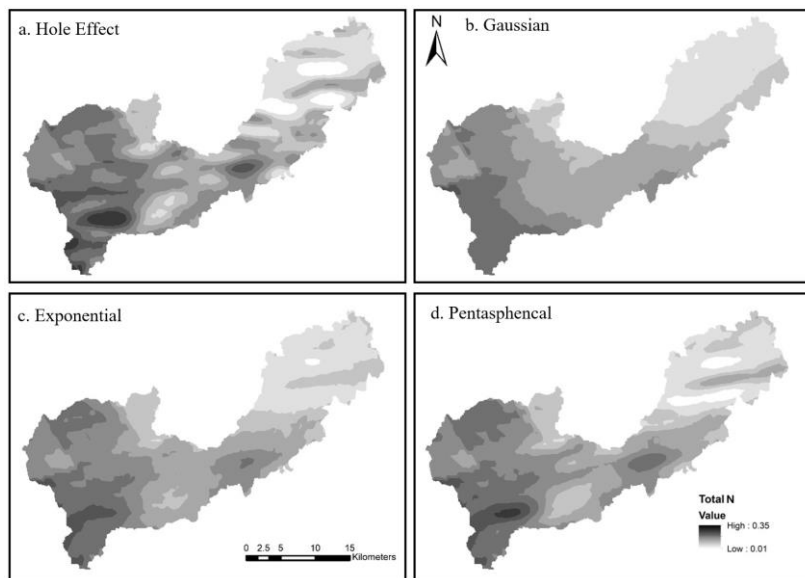 a. Hole Effect
N
b. Gaussian
c. Exponential
0 2.5 5 10 15
Kilometers
d. Pentasphencal
Total N
Value
High : 0.35
Low : 0.01